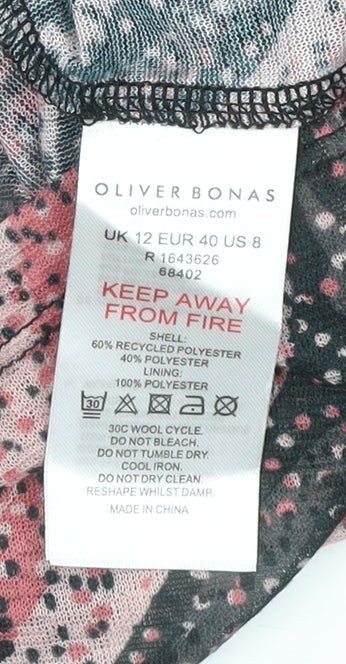 OLIVER BONAS
oliverbonas.com
UK 12 EUR 40 US 8
R 1643626
68402
KEEP AWAY
FROM FIRE
SHELL:
60% RECYCLED POLYESTER
40% POLYESTER
LINING:
100% POLYESTER
30
30C WOOL CYCLE.
DO NOT BLEACH.
DO NOT TUMBLE DRY.
COOL IRON.
DO NOT DRY CLEAN.
RESHAPE WHILST DAMP.
MADE IN CHINA